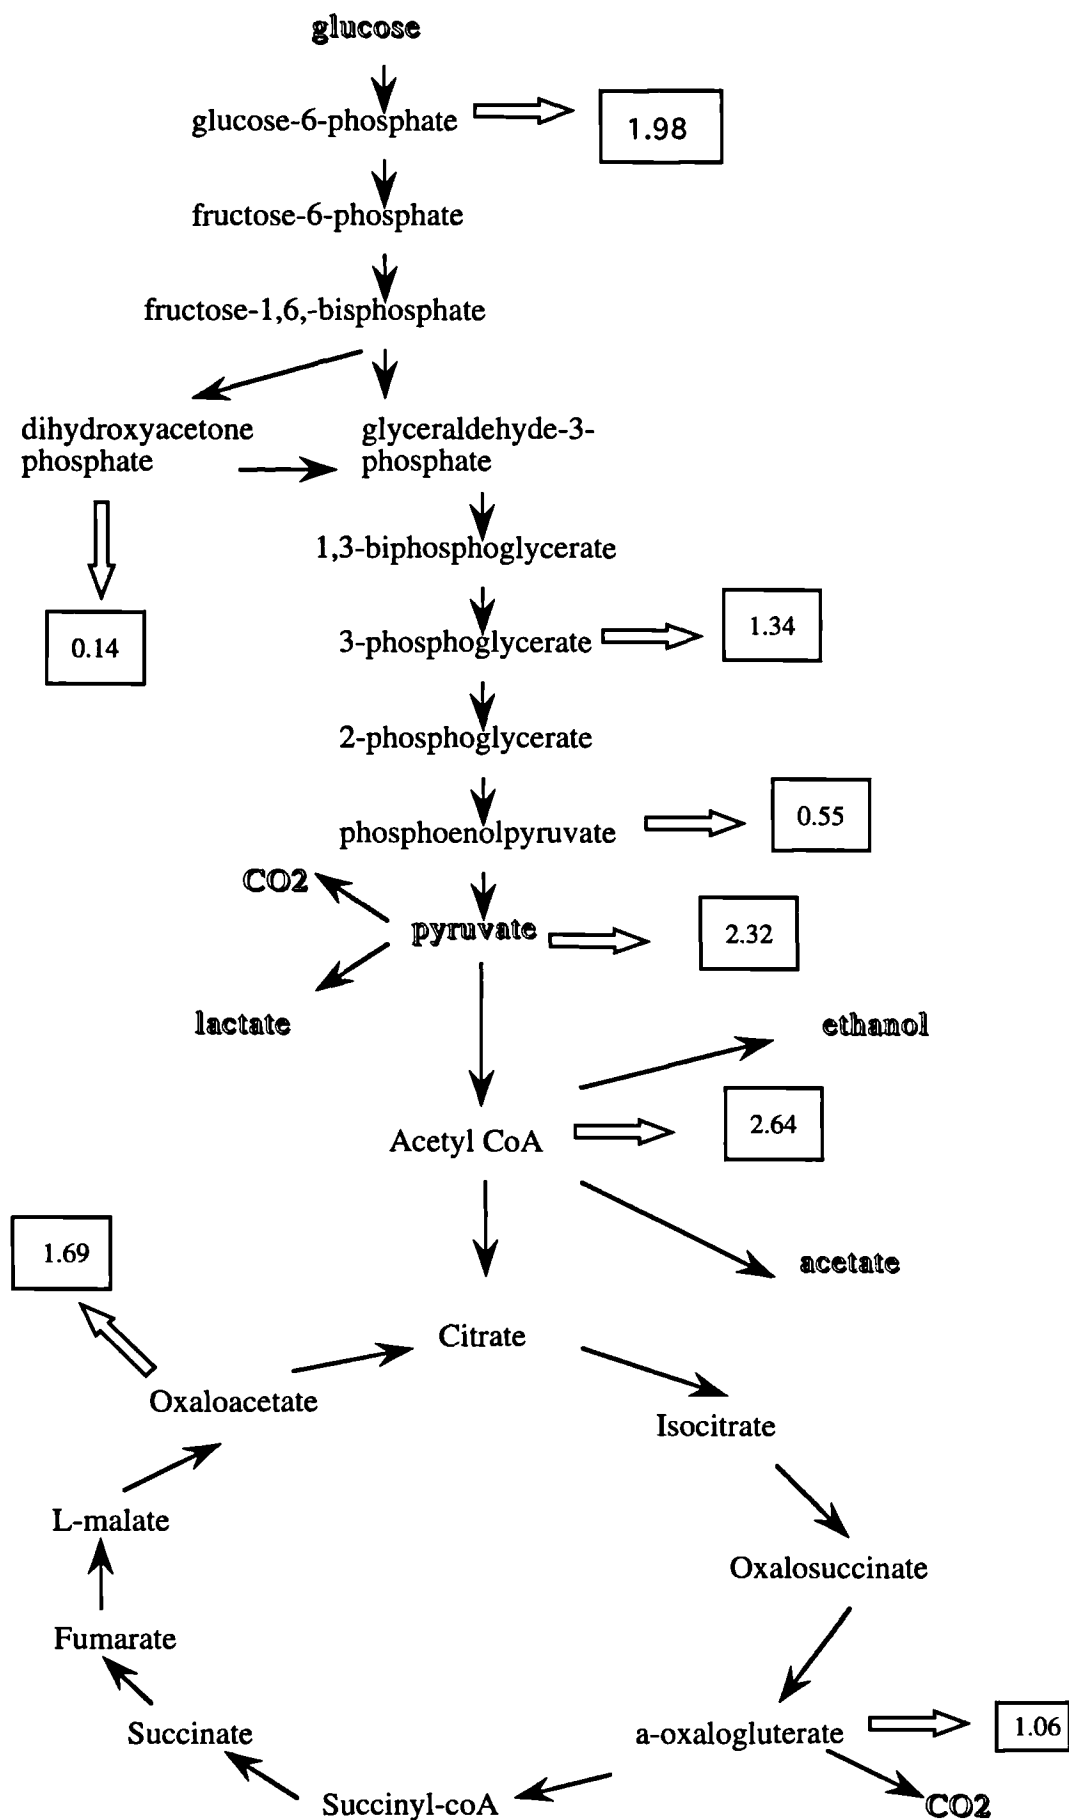 glucose
glucose-6-phosphate
1.98
fructose-6-phosphate
fructose-1,6,-bisphosphate
dihydroxyacetone
phosphate
glyceraldehyde-3-
phosphate
1,3-biphosphoglycerate
0.14
3-phosphoglycerate
1.34
2-phosphoglycerate
phosphoenolpyruvate
0.55
CO2
pyruvate
2.32
lactate
ethanol
Acetyl CoA
2.64
1.69
acetate
Citrate
Oxaloacetate
Isocitrate
L-malate
Oxalosuccinate
Fumarate
Succinate
a-oxalogluterate
1.06
Succinyl-coA
CO2